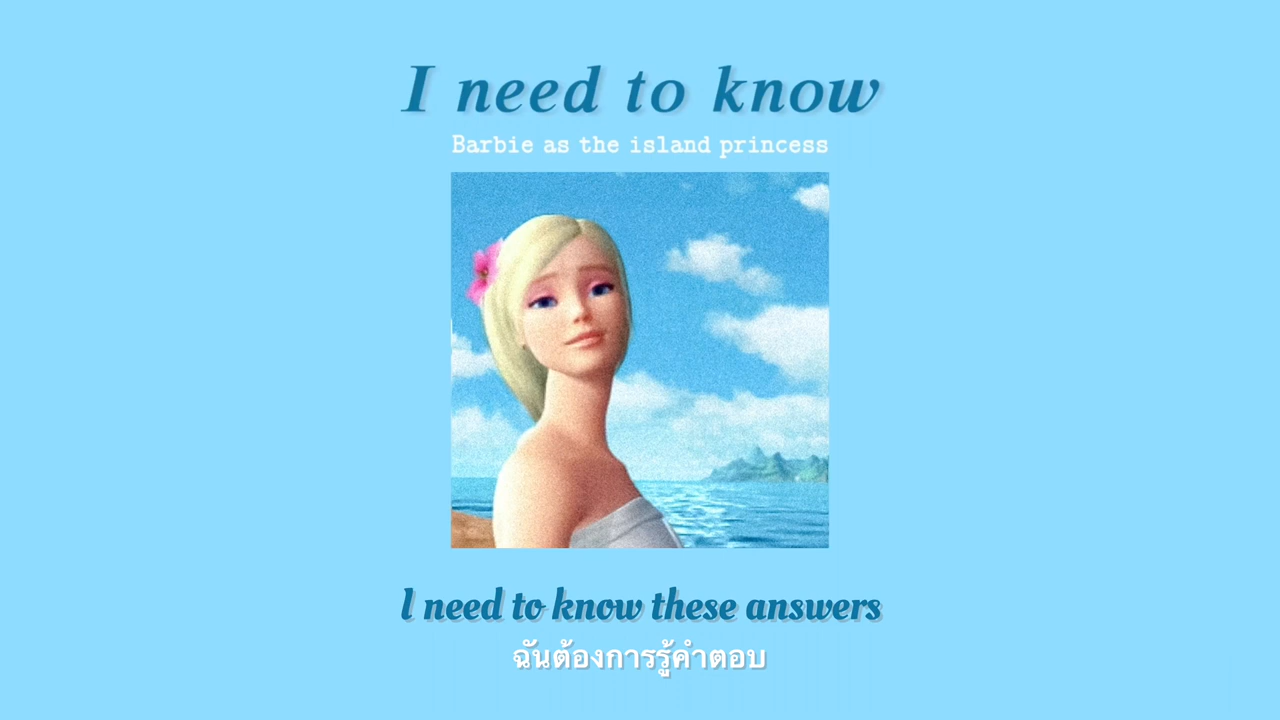 I need to know
Barbie as the island princess
I need to know these answers
ฉันต้องการรู้คำตอบ